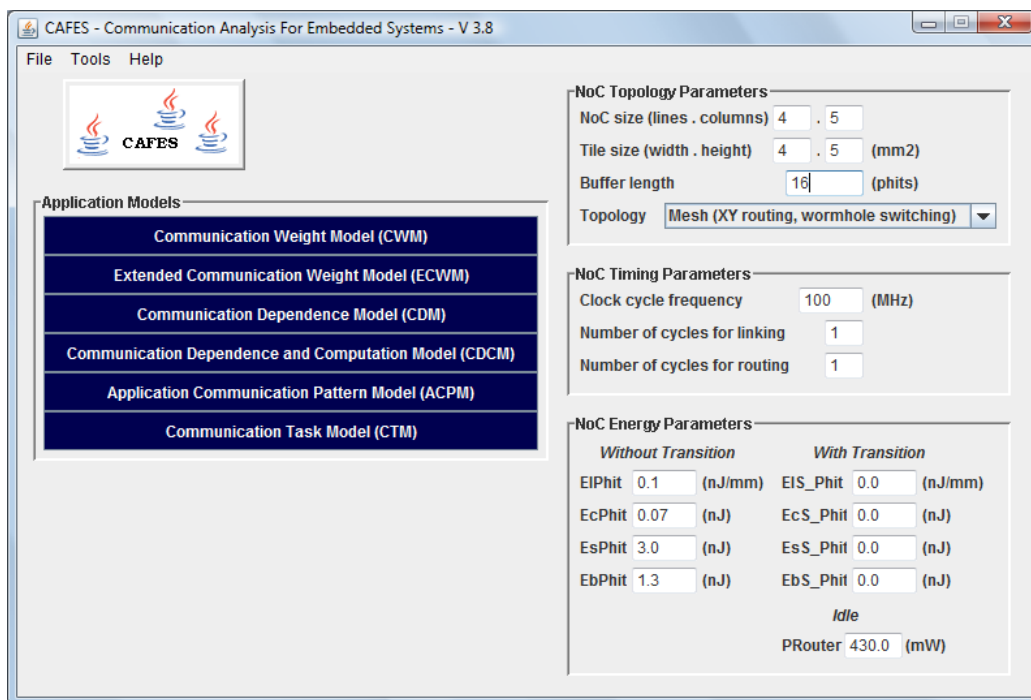 CAFES - Communication Analysis For Embedded Systems - V 3.8
File Tools Help
CAFES
Application Models
Communication Weight Model (CWM)
Extended Communication Weight Model (ECWM)
Communication Dependence Model (CDM)
Communication Dependence and Computation Model (CDCM)
Application Communication Pattern Model (ACPM)
Communication Task Model (CTM)
NoC Topology Parameters
NoC size (lines . columns) 4 . 5
Tile size (width . height) 4 . 5 (mm2)
Buffer length 16 (phits)
Topology Mesh (XY routing, wormhole switching)
NoC Timing Parameters
Clock cycle frequency 100 (MHz)
Number of cycles for linking 1
Number of cycles for routing 1
NoC Energy Parameters
Without Transition With Transition
ElPhit 0.1 (nJ/mm) ElS_Phit 0.0 (nJ/mm)
EcPhit 0.07 (nJ) EcS_Phit 0.0 (nJ)
EsPhit 3.0 (nJ) EsS_Phit 0.0 (nJ)
EbPhit 1.3 (nJ) EbS_Phit 0.0 (nJ)
Idle
PRouter 430.0 (mW)